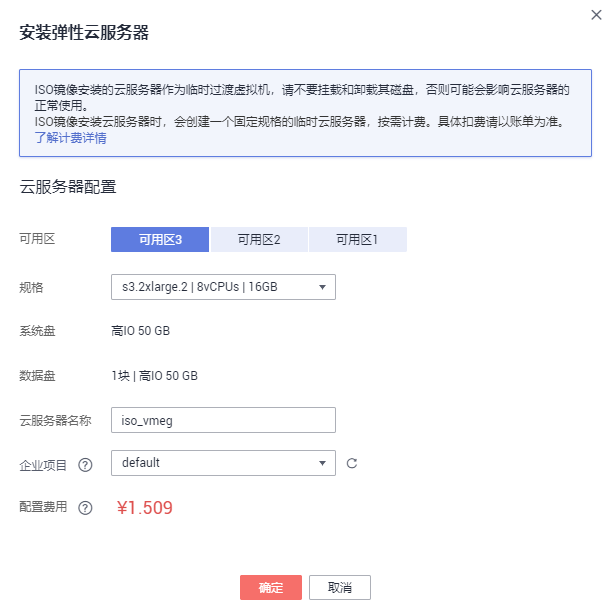 安装弹性云服务器
ISO镜像安装的云服务器作为临时过渡虚拟机，请不要挂载和卸载其磁盘，否则可能会影响云服务器的
正常使用。
ISO镜像安装云服务器时，会创建一个固定规格的临时云服务器，按需计费。具体扣费请以账单为准。
了解计费详情
云服务器配置
可用区 可用区3 可用区2 可用区1
规格 s3.2xlarge.2 | 8vCPUs | 16GB
系统盘 高IO 50 GB
数据盘 1块 | 高IO 50 GB
云服务器名称 iso_vmeg
企业项目 ? default
配置费用 ? ¥1.509
确定 取消